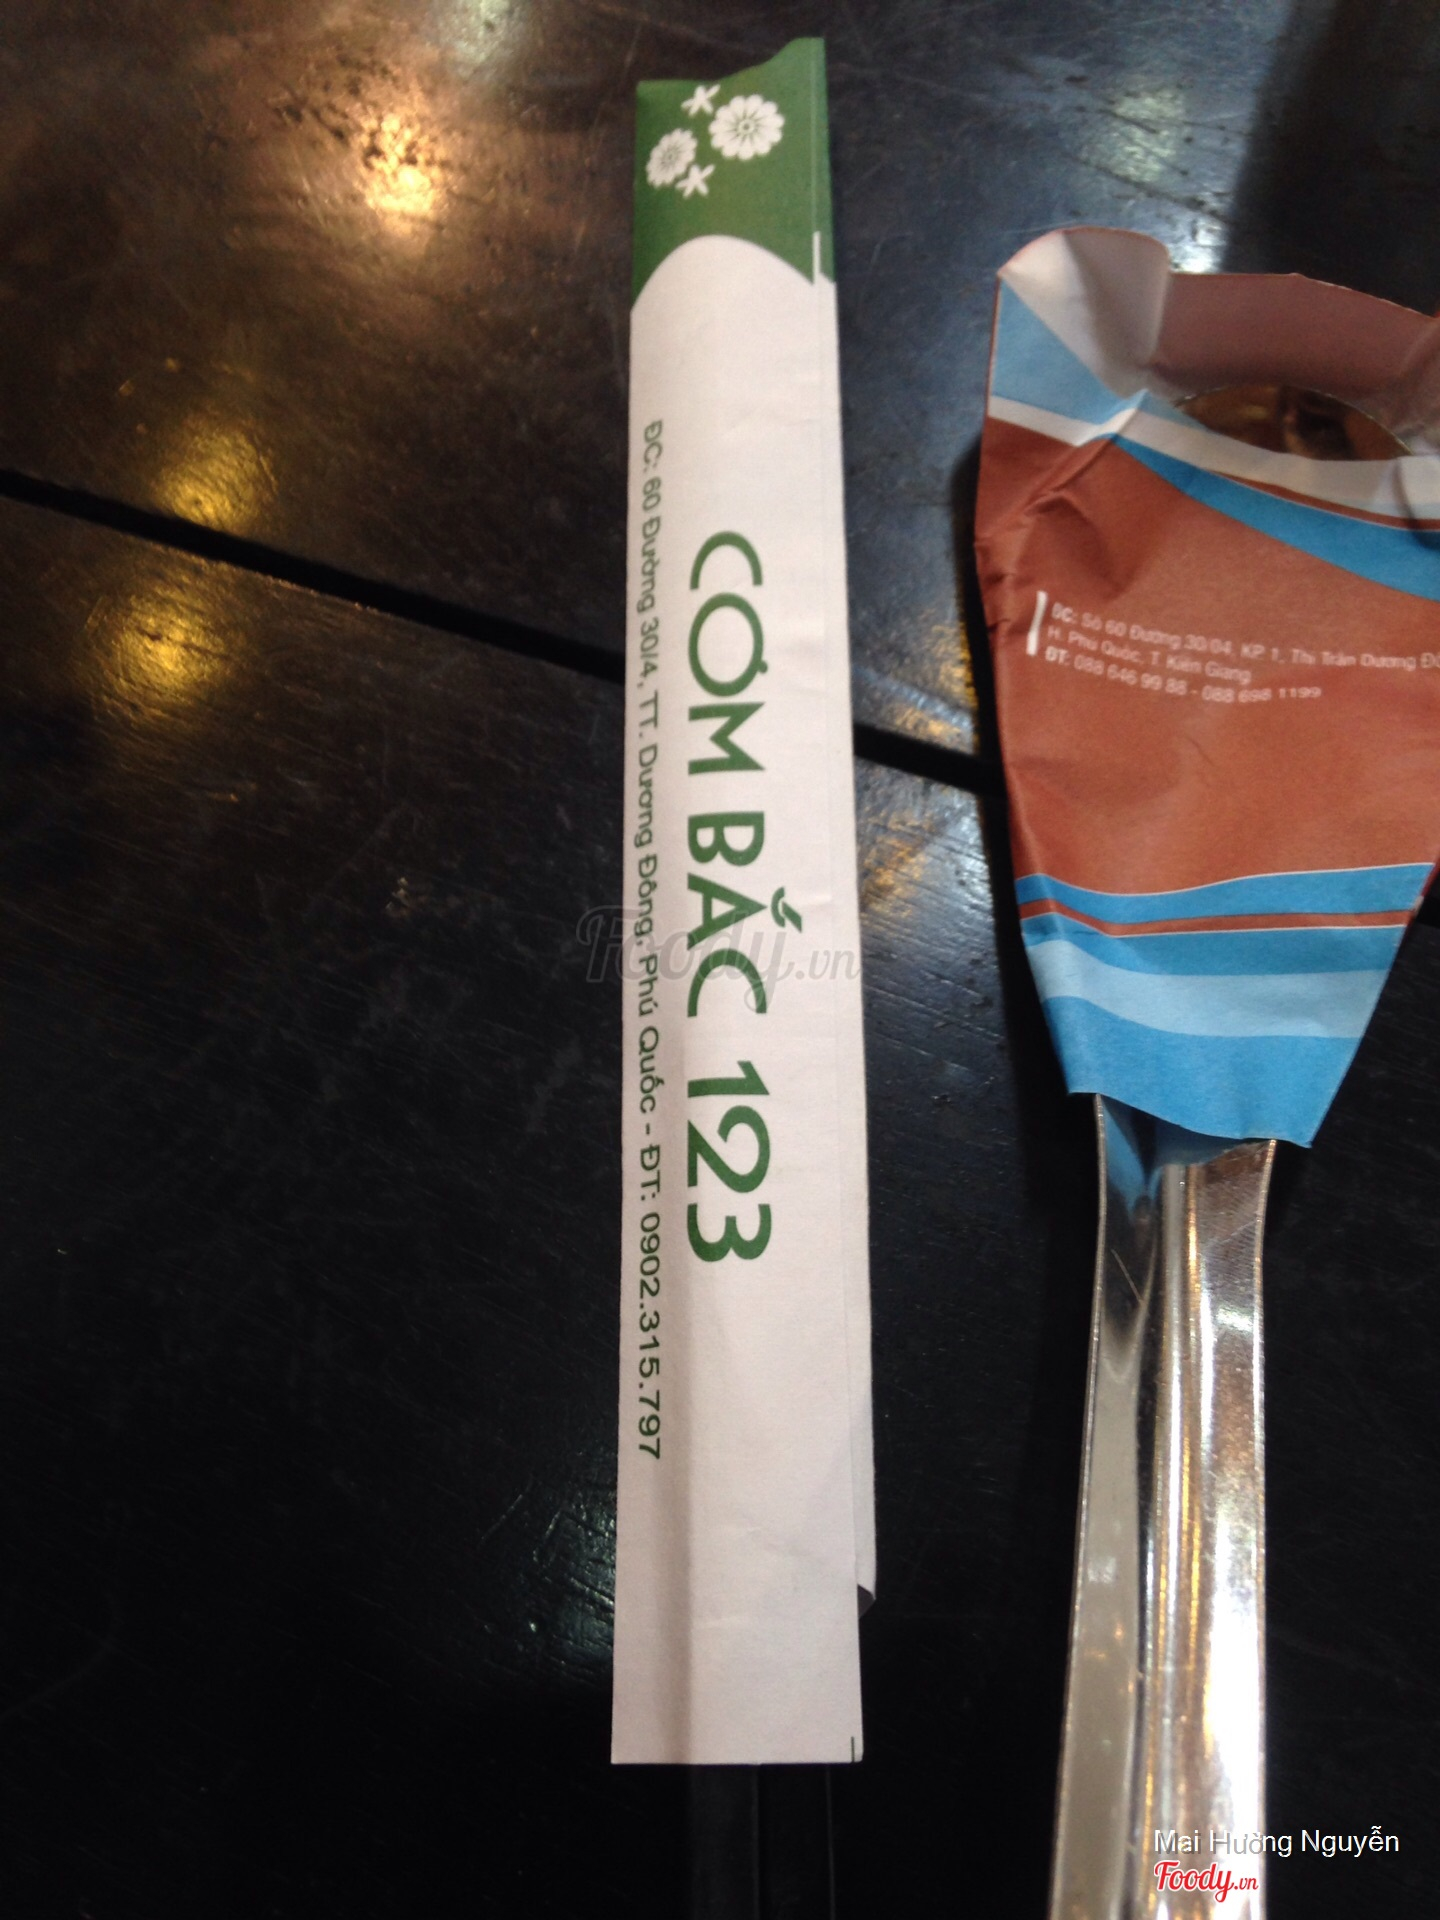 CƠM BẮC 123
ĐC: 60 Đường 30/4, TT. Dương Đông, Phú Quốc - ĐT: 0902.315.797
ĐC: Số 60 Đường 30/04, KP 1, Thị Trấn Dương
H. Phú Quốc, T. Kiên Giang
ĐT: 088 646 99 88 - 088 698 1199
Foody.vn
Mai Hường Nguyễn
Foody.vn